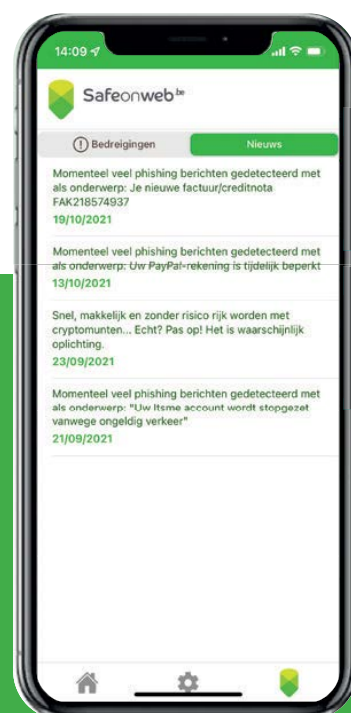 14:09
Safeonweb.be
Bedreigingen
Nieuws
Momenteel veel phishing berichten gedetecteerd met
als onderwerp: Je nieuwe factuur/creditnota
FAK218574937
19/10/2021
Momenteel veel phishing berichten gedetecteerd met
als onderwerp: Uw PayPal-rekening is tijdelijk beperkt
13/10/2021
Snel, makkelijk en zonder risico rijk worden met
cryptomunten... Echt? Pas op! Het is waarschijnlijk
oplichting.
23/09/2021
Momenteel veel phishing berichten gedetecteerd met
als onderwerp: "Uw Itsme account wordt stopgezet
vanwege ongeldig verkeer"
21/09/2021